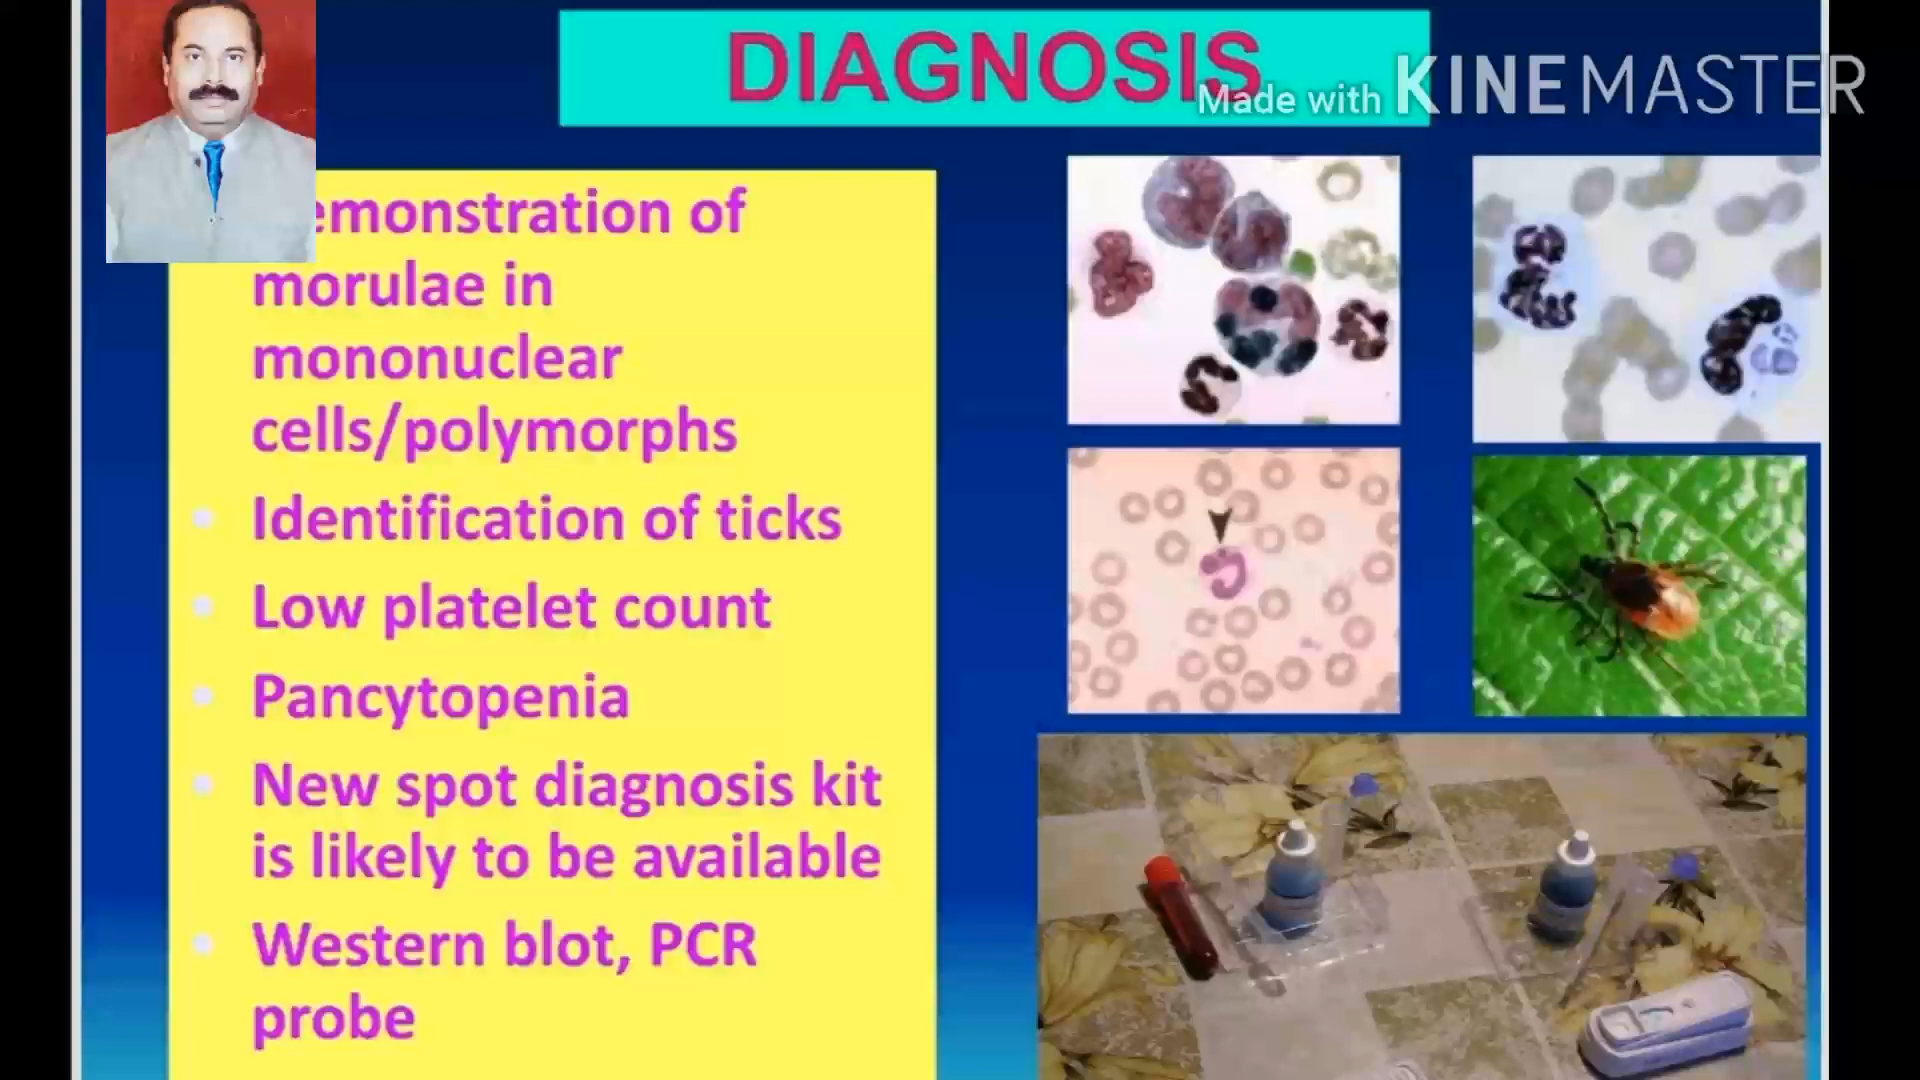 DIAGNOSIS
Made with KINEMASTER
emonstration of
morulae in
mononuclear
cells/polymorphs
• Identification of ticks
• Low platelet count
• Pancytopenia
• New spot diagnosis kit
is likely to be available
• Western blot, PCR
probe